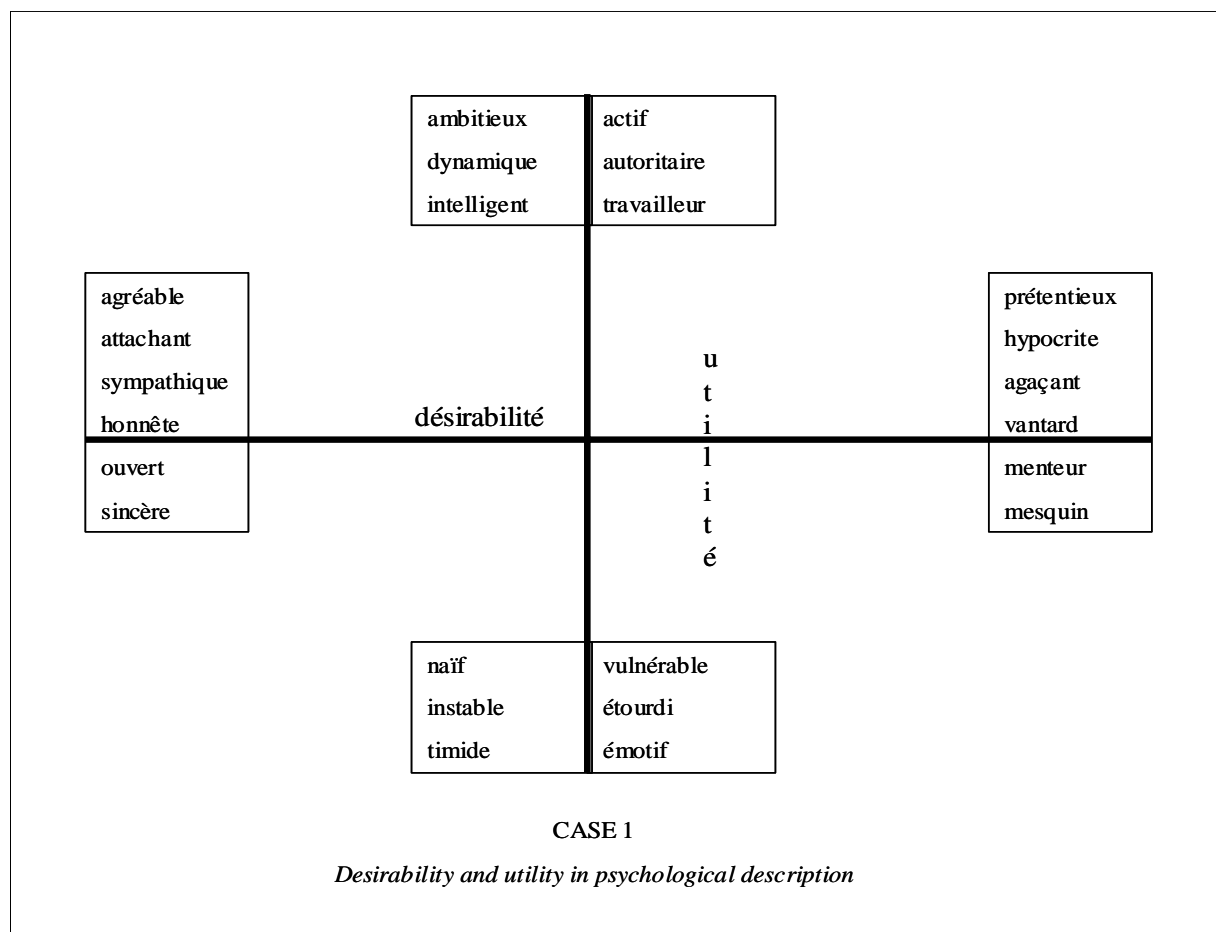 ambitieux
dynamique
intelligent
actif
autoritaire
travailleur
agréable
attachant
sympathique
honnête
ouvert
sincère
désirabilité
utilité
prétentieux
hypocrite
agaçant
vantard
menteur
mesquin
naïf
instable
timide
vulnérable
étourdi
émotif
CASE 1
Desirability and utility in psychological description